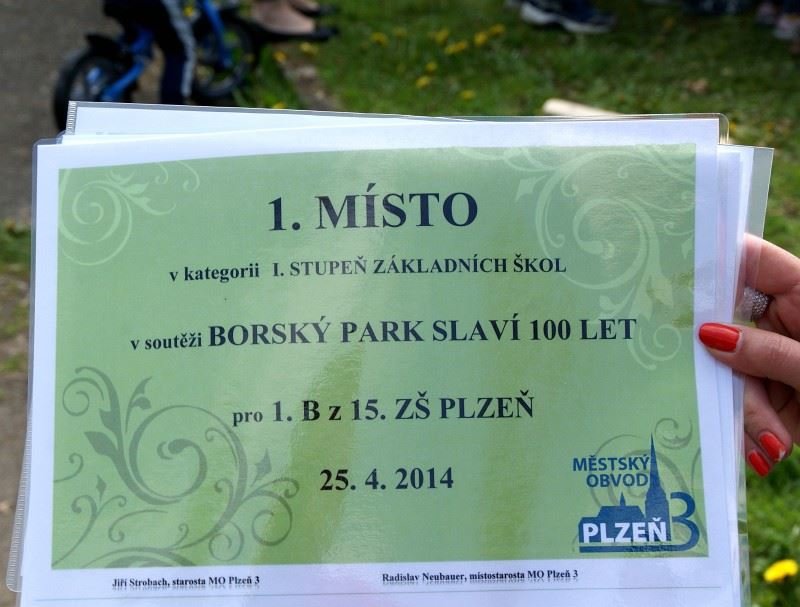 1. MÍSTO
v kategorii I. STUPEŇ ZÁKLADNÍCH ŠKOL
v soutěži BORSKÝ PARK SLAVÍ 100 LET
pro 1. B z 15. ZŠ PLZEŇ
25. 4. 2014
MĚSTSKÝ
OBVOD
PLZEŇ 3
Jiří Strobach, starosta MO Plzeň 3 Radislav Neubauer, místostarosta MO Plzeň 3